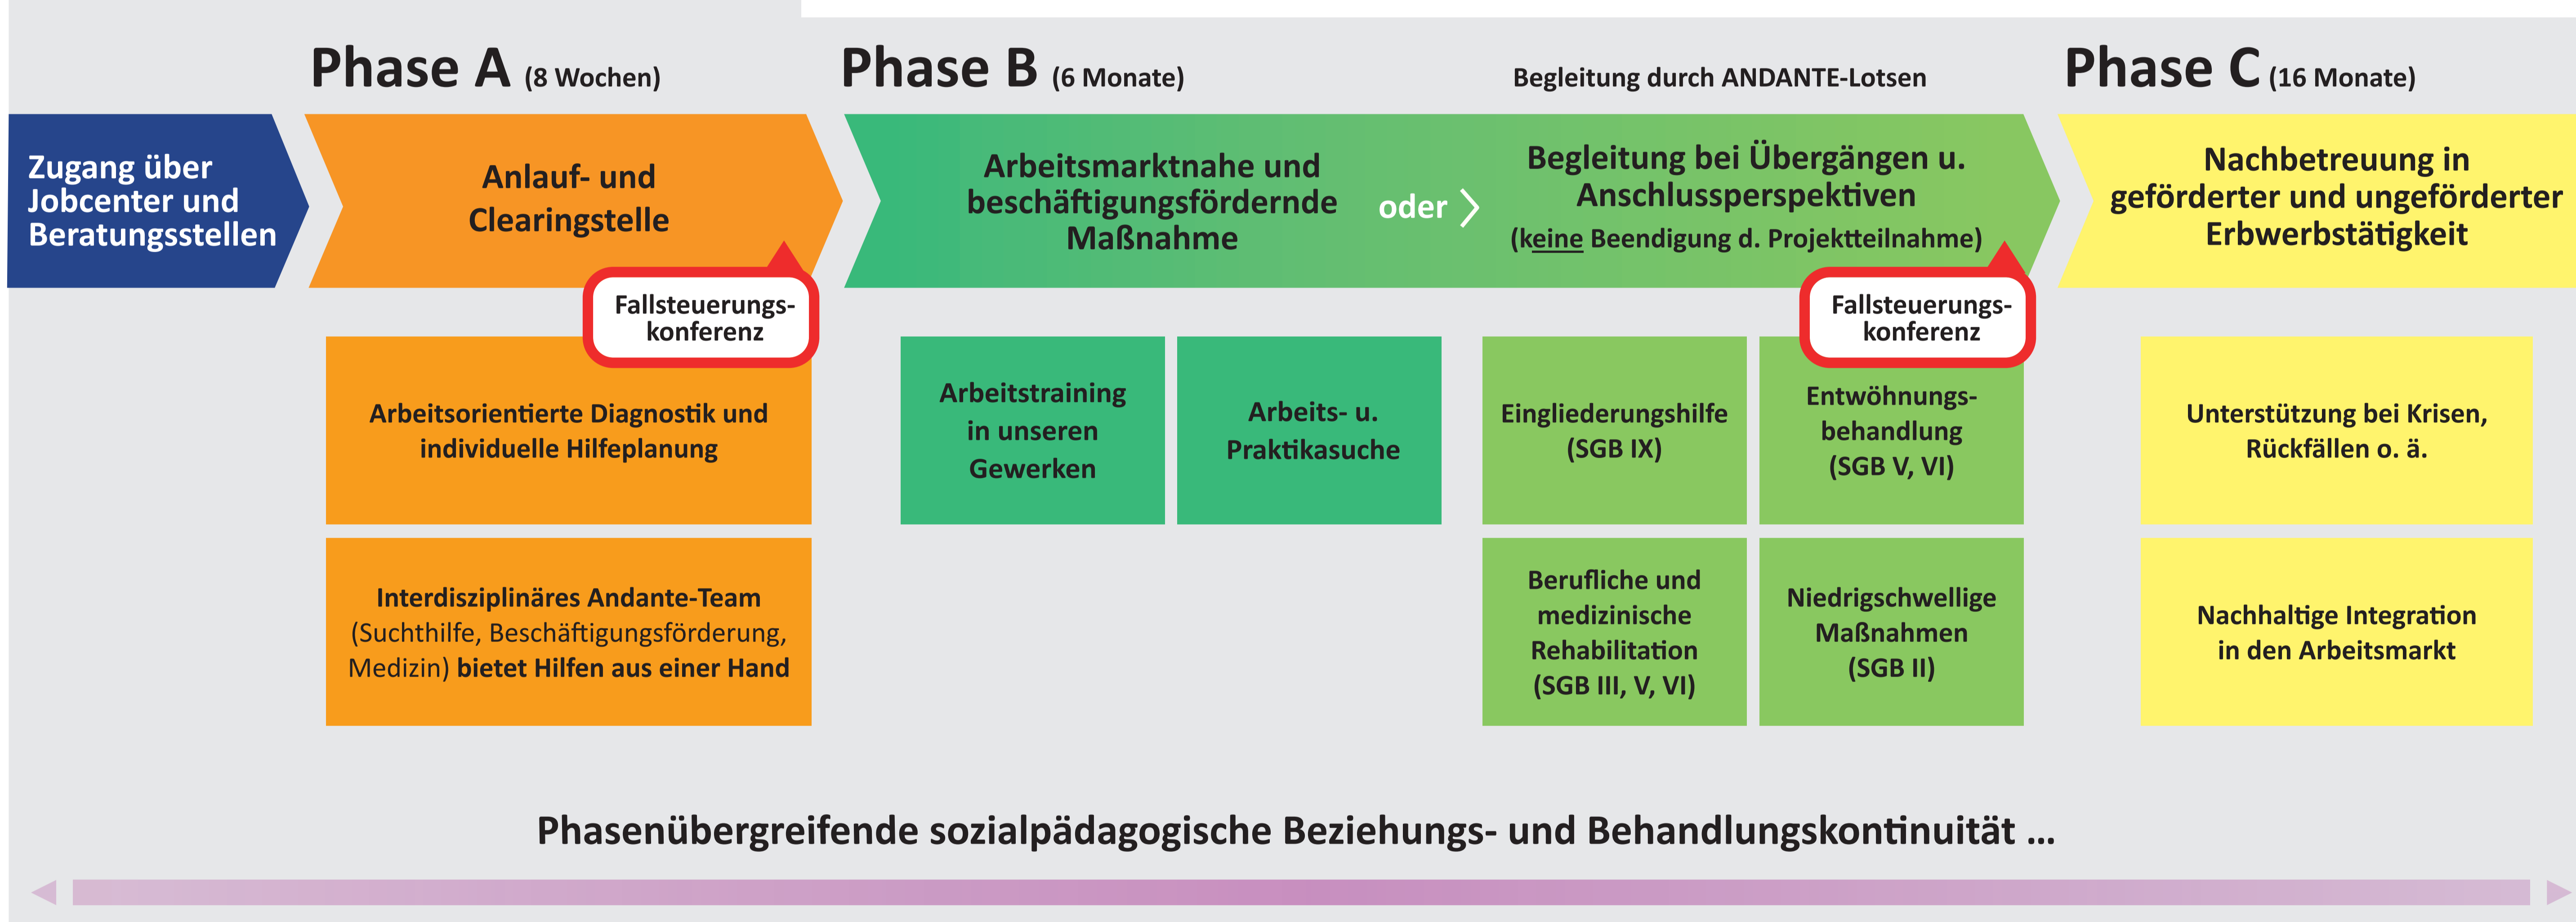 Phase A (8 Wochen)
Phase B (6 Monate)
Begleitung durch ANDANTE-Lotsen
Phase C (16 Monate)
Zugang über
Jobcenter und
Beratungsstellen
Anlauf- und
Clearingstelle
Fallsteuerungs-
konferenz
Arbeitsmarktnahe und
beschäftigungsfördernde
Maßnahme
oder
Begleitung bei Übergängen u.
Anschlussperspektiven
(keine Beendigung d. Projektteilnahme)
Fallsteuerungs-
konferenz
Nachbetreuung in
geförderter und ungeförderter
Erbwerbstätigkeit
Arbeitsorientierte Diagnostik und
individuelle Hilfeplanung
Interdisziplinäres Andante-Team
(Suchthilfe, Beschäftigungsförderung,
Medizin) bietet Hilfen aus einer Hand
Arbeitstraining
in unseren
Gewerken
Arbeits- u.
Praktikasuche
Eingliederungshilfe
(SGB IX)
Entwöhnungs-
behandlung
(SGB V, VI)
Berufliche und
medizinische
Rehabilitation
(SGB III, V, VI)
Niedrigschwellige
Maßnahmen
(SGB II)
Unterstützung bei Krisen,
Rückfällen o. ä.
Nachhaltige Integration
in den Arbeitsmarkt
Phasenübergreifende sozialpädagogische Beziehungs- und Behandlungskontinuität ...